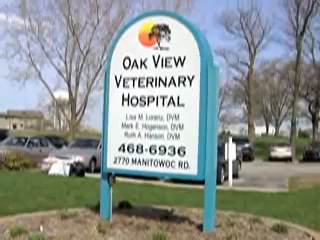 OAK VIEW
VETERINARY
HOSPITAL
Lisa M. Lorenz, DVM
Mark E. Hogenson, DVM
Ruth A. Hanson, DVM
468-6936
2770 MANITOWOC RD.